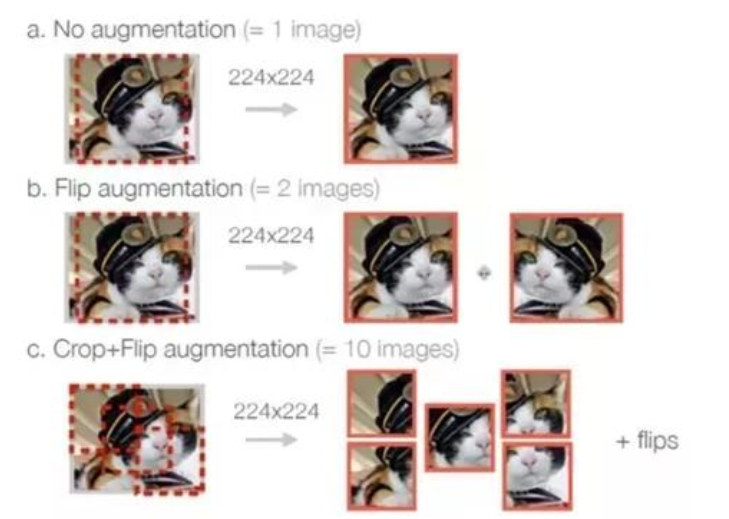 a. No augmentation (= 1 image)
224x224
b. Flip augmentation (= 2 images)
224x224
c. Crop+Flip augmentation (= 10 images)
224x224
+ flips